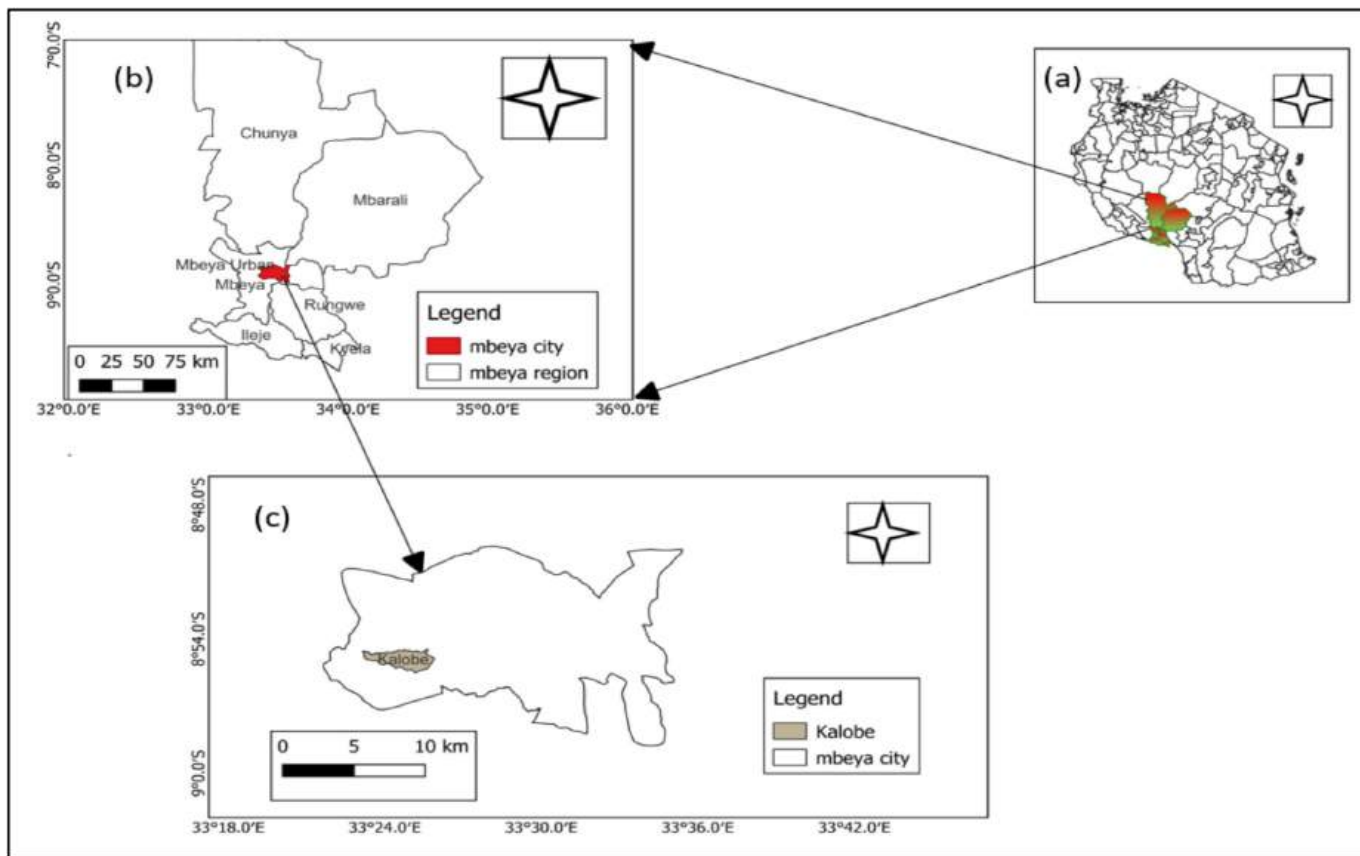 (a)
(b)
7°0.0'S
8°0.0'S
9°0.0'S
Chunya
Mbarali
Mbeya Urban
Mbeya
Rungwe
Ileje
Kyela
Legend
mbeya city
mbeya region
0 25 50 75 km
32°0.0'E 33°0.0'E 34°0.0'E 35°0.0'E 36°0.0'E
(c)
8°48.0'S
8°54.0'S
9°0.0'S
Kalobe
Legend
Kalobe
mbeya city
0 5 10 km
33°18.0'E 33°24.0'E 33°30.0'E 33°36.0'E 33°42.0'E